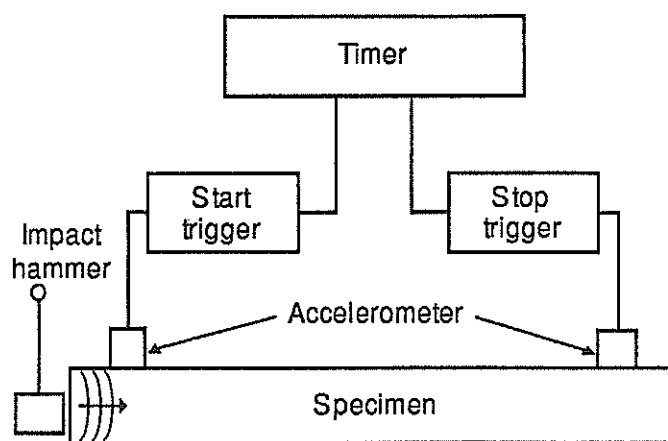 Timer
Start
trigger
Stop
trigger
Impact
hammer
Accelerometer
Specimen